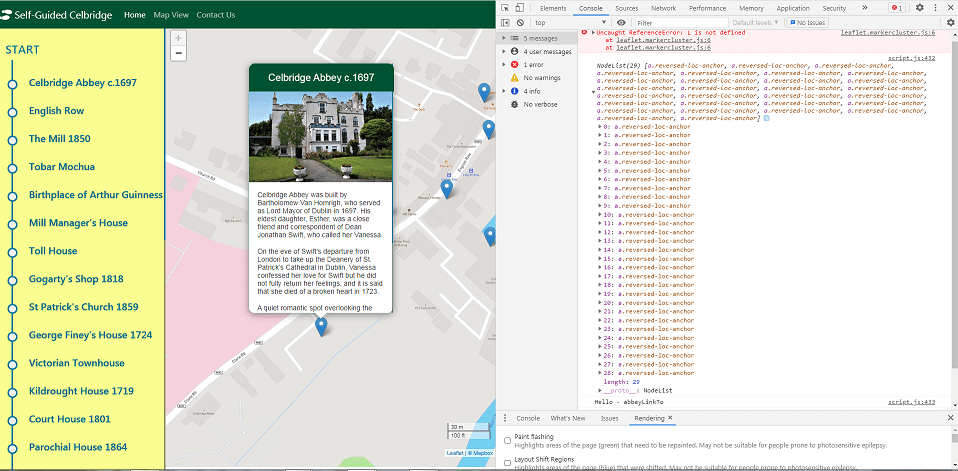 Self-Guided Celbridge Home Map View Contact Us
START
Celbridge Abbey c.1697
English Row
The Mill 1850
Tobar Mochua
Birthplace of Arthur Guinness
Mill Manager's House
Toll House
Gogarty's Shop 1818
St Patrick's Church 1859
George Finey's House 1724
Victorian Townhouse
Kildrought House 1719
Court House 1801
Parochial House 1864
+
−
Celbridge Abbey c.1697
Celbridge Abbey was built by
Bartholomew Van Homrigh, who served
as Lord Mayor of Dublin in 1697. His
eldest daughter, Esther, was a close
friend and correspondent of Dean
Jonathan Swift, who called her Vanessa.
On the eve of Swift's departure from
London to take up the Deanery of St.
Patrick's Cathedral in Dublin, Vanessa
confessed her love for Swift but he did
not fully return her feelings, and it is said
that she died of a broken heart in 1723.
A quiet romantic spot overlooking the
Church Rd
30 m
100 ft
Leaflet | © Mapbox
Elements Console Sources Network Performance Memory Application Security » 1
top Filter Default levels ▼ No Issues
5 messages
4 user messages
1 error
No warnings
4 info
No verbose
Uncaught ReferenceError: L is not defined leaflet.markercluster.js:6
at leaflet.markercluster.js:6
at leaflet.markercluster.js:6
script.js:432
NodeList(29) [a.reversed-loc-anchor, a.reversed-loc-anchor, a.reversed-loc-anchor,
a.reversed-loc-anchor, a.reversed-loc-anchor, a.reversed-loc-anchor, a.reversed-loc-anchor,
a.reversed-loc-anchor, a.reversed-loc-anchor, a.reversed-loc-anchor, a.reversed-loc-anchor,
a.reversed-loc-anchor, a.reversed-loc-anchor, a.reversed-loc-anchor, a.reversed-loc-anchor,
a.reversed-loc-anchor, a.reversed-loc-anchor, a.reversed-loc-anchor, a.reversed-loc-anchor,
a.reversed-loc-anchor, a.reversed-loc-anchor, a.reversed-loc-anchor, a.reversed-loc-anchor,
a.reversed-loc-anchor, a.reversed-loc-anchor]
0: a.reversed-loc-anchor
1: a.reversed-loc-anchor
2: a.reversed-loc-anchor
3: a.reversed-loc-anchor
4: a.reversed-loc-anchor
5: a.reversed-loc-anchor
6: a.reversed-loc-anchor
7: a.reversed-loc-anchor
8: a.reversed-loc-anchor
9: a.reversed-loc-anchor
10: a.reversed-loc-anchor
11: a.reversed-loc-anchor
12: a.reversed-loc-anchor
13: a.reversed-loc-anchor
14: a.reversed-loc-anchor
15: a.reversed-loc-anchor
16: a.reversed-loc-anchor
17: a.reversed-loc-anchor
18: a.reversed-loc-anchor
19: a.reversed-loc-anchor
20: a.reversed-loc-anchor
21: a.reversed-loc-anchor
22: a.reversed-loc-anchor
23: a.reversed-loc-anchor
24: a.reversed-loc-anchor
25: a.reversed-loc-anchor
26: a.reversed-loc-anchor
27: a.reversed-loc-anchor
28: a.reversed-loc-anchor
length: 29
__proto__: NodeList
Hello - abbeyLinkTo script.js:433
Console What's New Issues Rendering ×
Paint flashing
Highlights areas of the page (green) that need to be repainted. May not be suitable for people prone to photosensitive epilepsy.
Layout Shift Regions
Highlights areas of the page (blue) that were shifted. May not be suitable for people prone to photosensitive epilepsy.